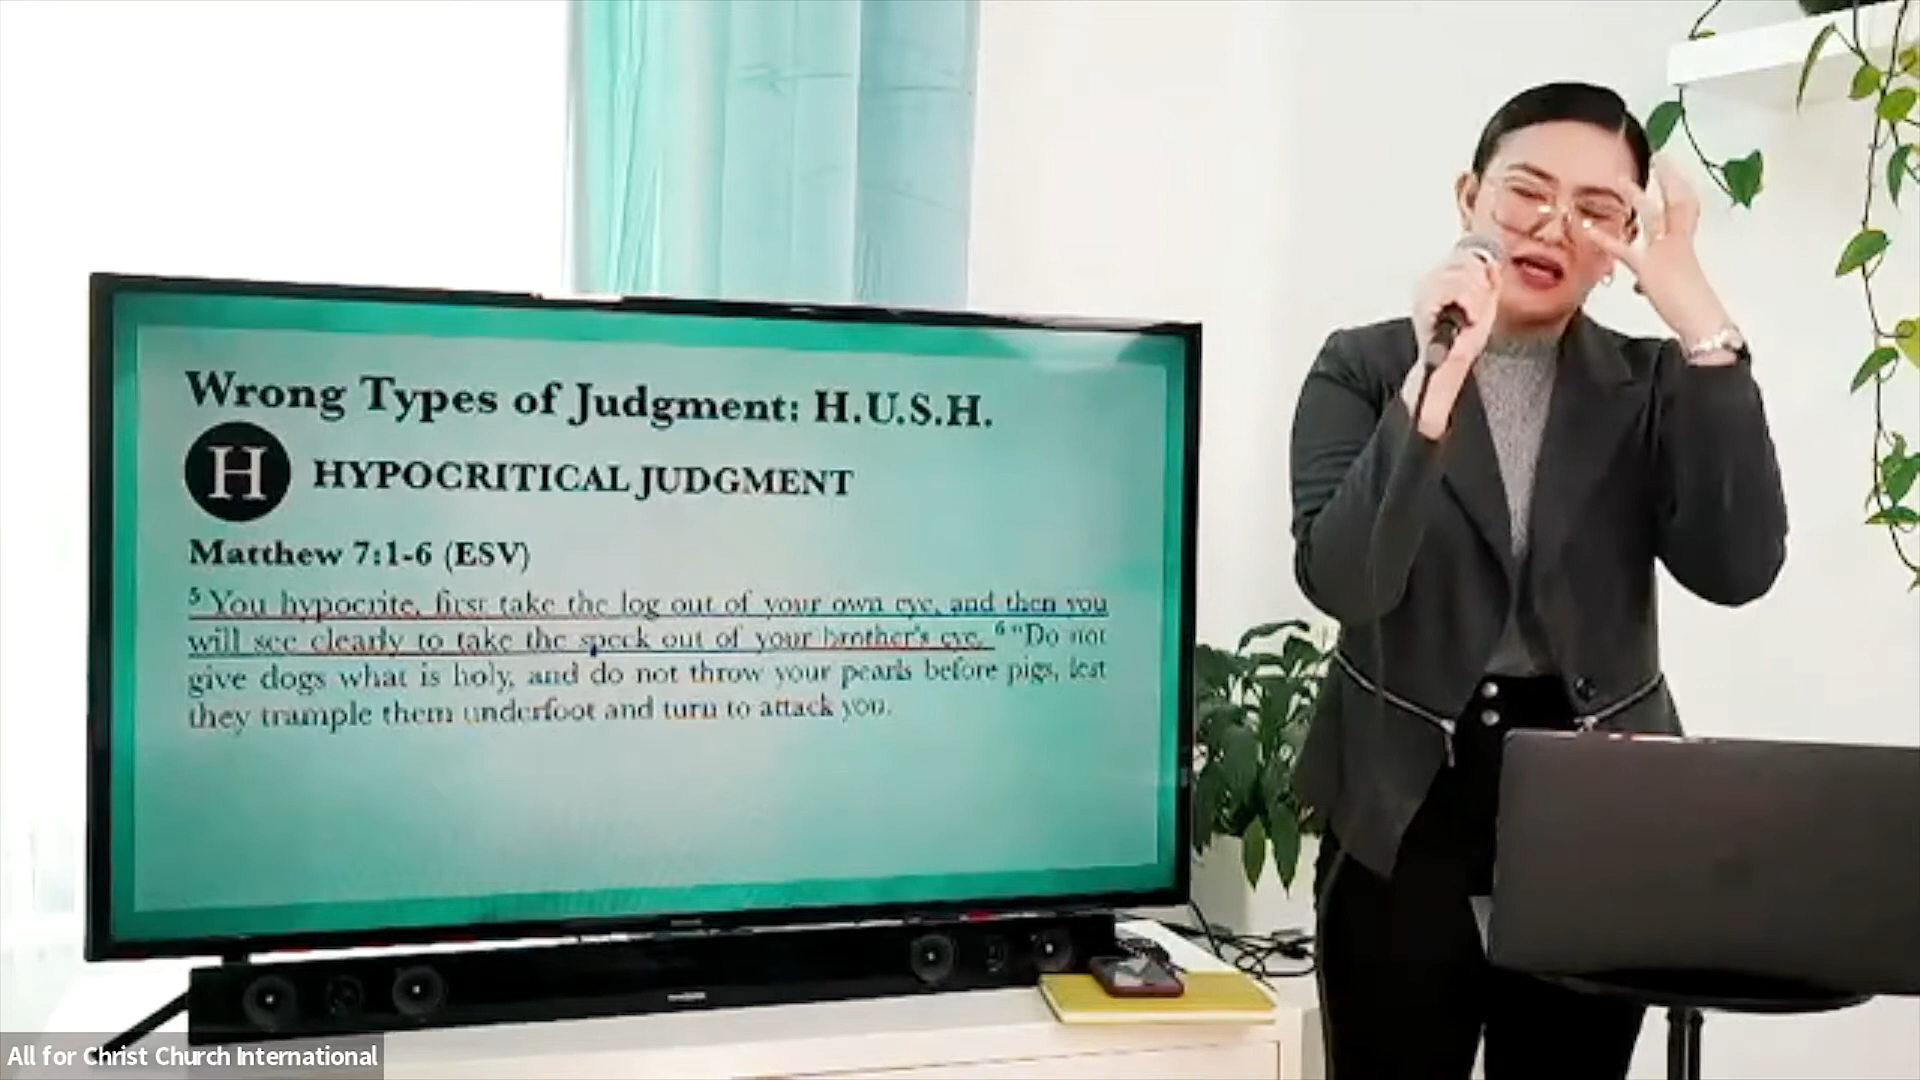 Wrong Types of Judgment: H.U.S.H.
H HYPOCRITICAL JUDGMENT
Matthew 7:1-6 (ESV)
5 You hypocrite, first take the log out of your own eye, and then you
will see clearly to take the speck out of your brother's eye. 6 "Do not
give dogs what is holy, and do not throw your pearls before pigs, lest
they trample them underfoot and turn to attack you.
All for Christ Church International